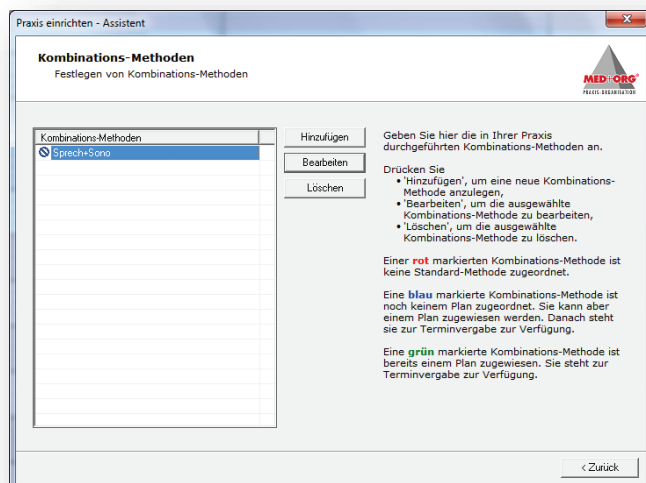 Praxis einrichten - Assistent
Kombinations-Methoden
Festlegen von Kombinations-Methoden
MED+ORG®
PRAXIS-ORGANISATION
Kombinations-Methoden
Sprech+Sono
Hinzufügen
Bearbeiten
Löschen
Geben Sie hier die in Ihrer Praxis
durchgeführten Kombinations-Methoden an.
Drücken Sie
• 'Hinzufügen', um eine neue Kombinations-
Methode anzulegen,
• 'Bearbeiten', um die ausgewählte
Kombinations-Methode zu bearbeiten,
• 'Löschen', um die ausgewählte
Kombinations-Methode zu löschen.
Einer rot markierten Kombinations-Methode ist
keine Standard-Methode zugeordnet.
Eine blau markierte Kombinations-Methode ist
noch keinem Plan zugeordnet. Sie kann aber
einem Plan zugewiesen werden. Danach steht
sie zur Terminvergabe zur Verfügung.
Eine grün markierte Kombinations-Methode ist
bereits einem Plan zugewiesen. Sie steht zur
Terminvergabe zur Verfügung.
< Zurück